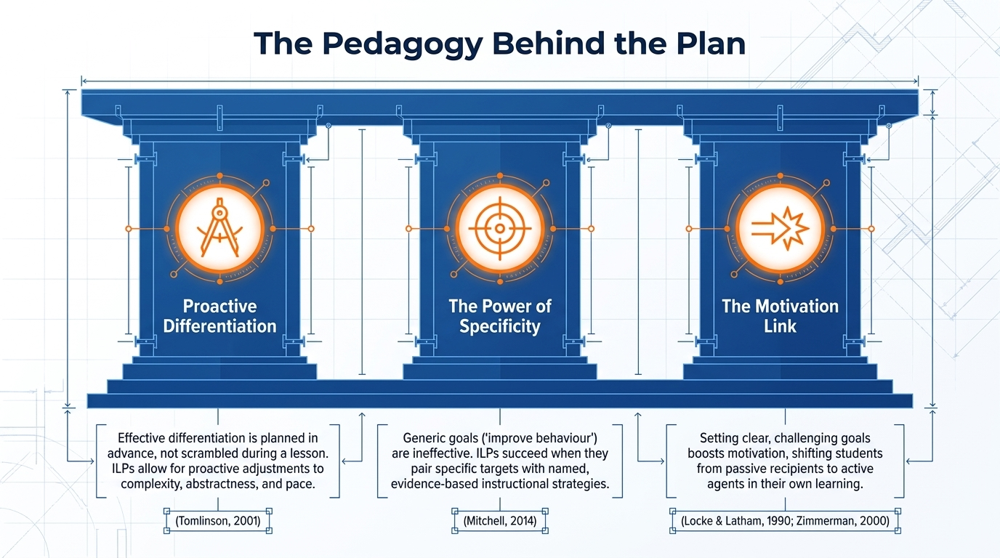 The Pedagogy Behind the Plan
Proactive
Differentiation
The Power of
Specificity
The Motivation
Link
Effective differentiation is planned in
advance, not scrambled during a lesson.
ILPs allow for proactive adjustments to
complexity, abstractness, and pace.
(Tomlinson, 2001)
Generic goals ('improve behaviour')
are ineffective. ILPs succeed when they
pair specific targets with named,
evidence-based instructional strategies.
(Mitchell, 2014)
Setting clear, challenging goals
boosts motivation, shifting students
from passive recipients to active
agents in their own learning.
(Locke & Latham, 1990; Zimmerman, 2000)